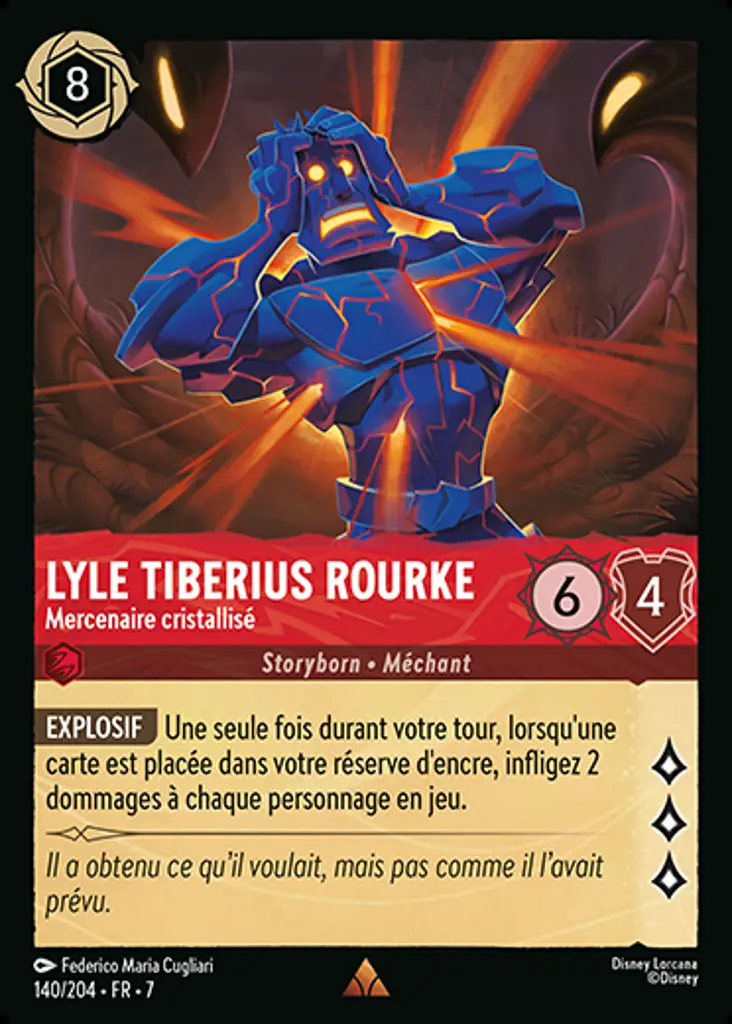 8
LYLE TIBERIUS ROURKE
Mercenaire cristallisé
6
4
Storyborn • Méchant
EXPLOSIF Une seule fois durant votre tour, lorsqu'une
carte est placée dans votre réserve d'encre, infligez 2
dommages à chaque personnage en jeu.
Il a obtenu ce qu'il voulait, mais pas comme il l'avait
prévu.
Federico Maria Cugliari
140/204 • FR • 7
Disney Lorcana
©Disney